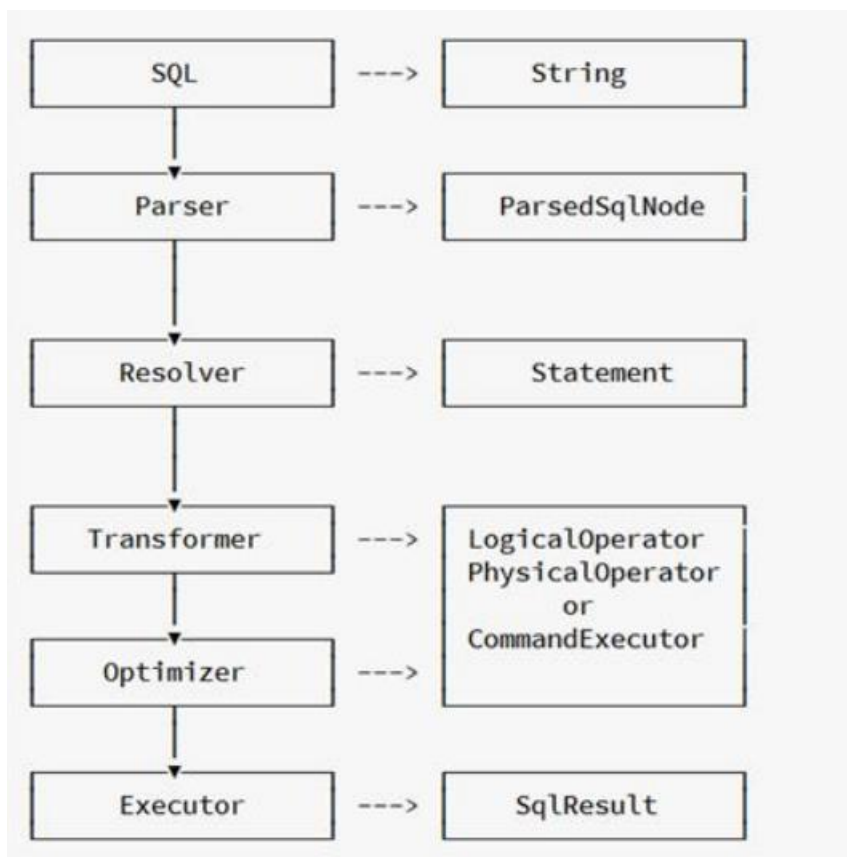 SQL ---> String
Parser ---> ParsedSqlNode
Resolver ---> Statement
Transformer ---> LogicalOperator
PhysicalOperator
or
CommandExecutor
Optimizer --->
Executor ---> SqlResult